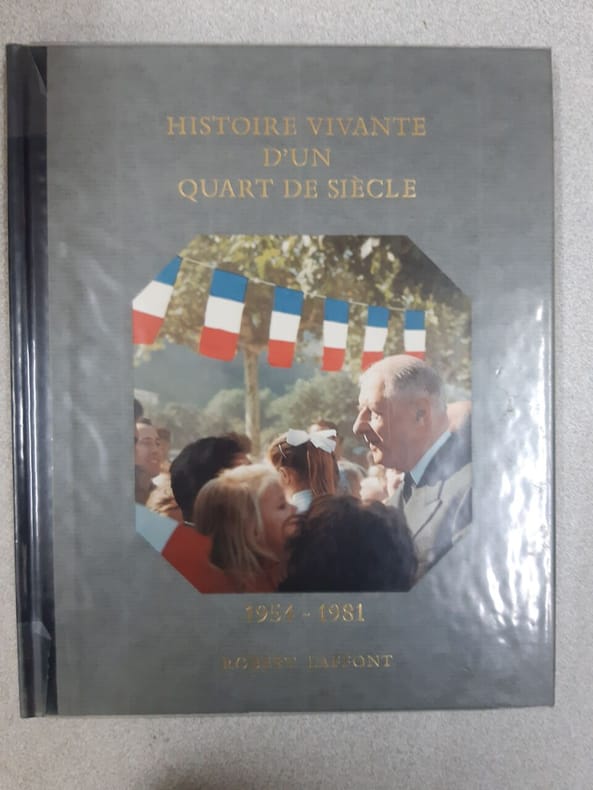 HISTOIRE VIVANTE
D'UN
QUART DE SIÈCLE
1954 - 1981
ROBERT LAFFONT